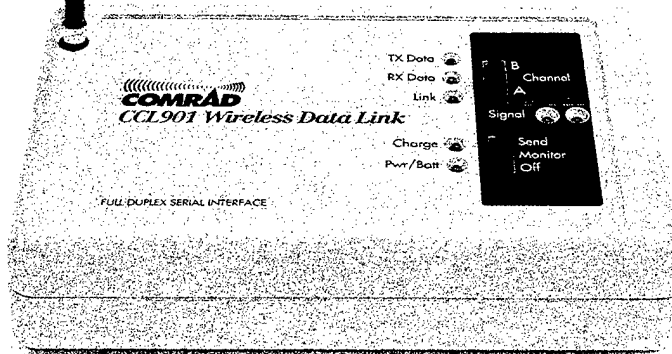 TX Data
RX Data
Link
B
Channel
A
Signal
COMRAD
CCL901 Wireless Data Link
Charge
Pwr/Batt
Send
Monitor
Off
FULL DUPLEX SERIAL INTERFACE